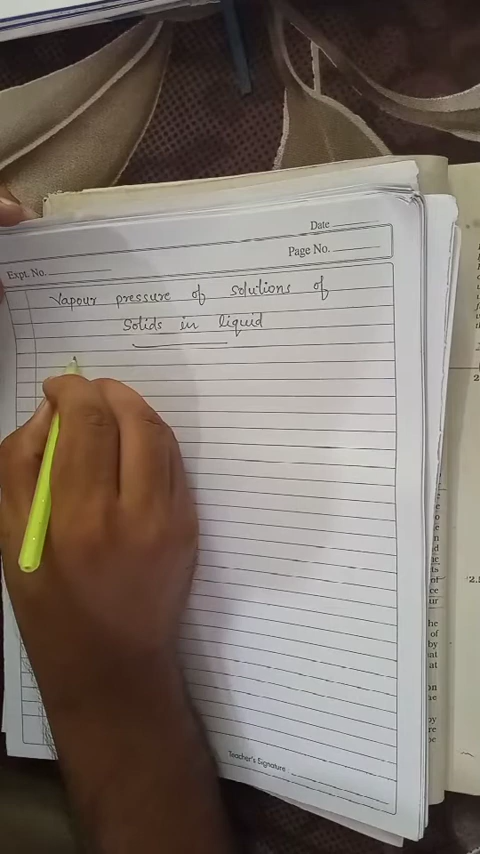 Date
Page No.
Expt. No.
Vapour pressure of solutions of
Solids in liquid
Teacher's Signature